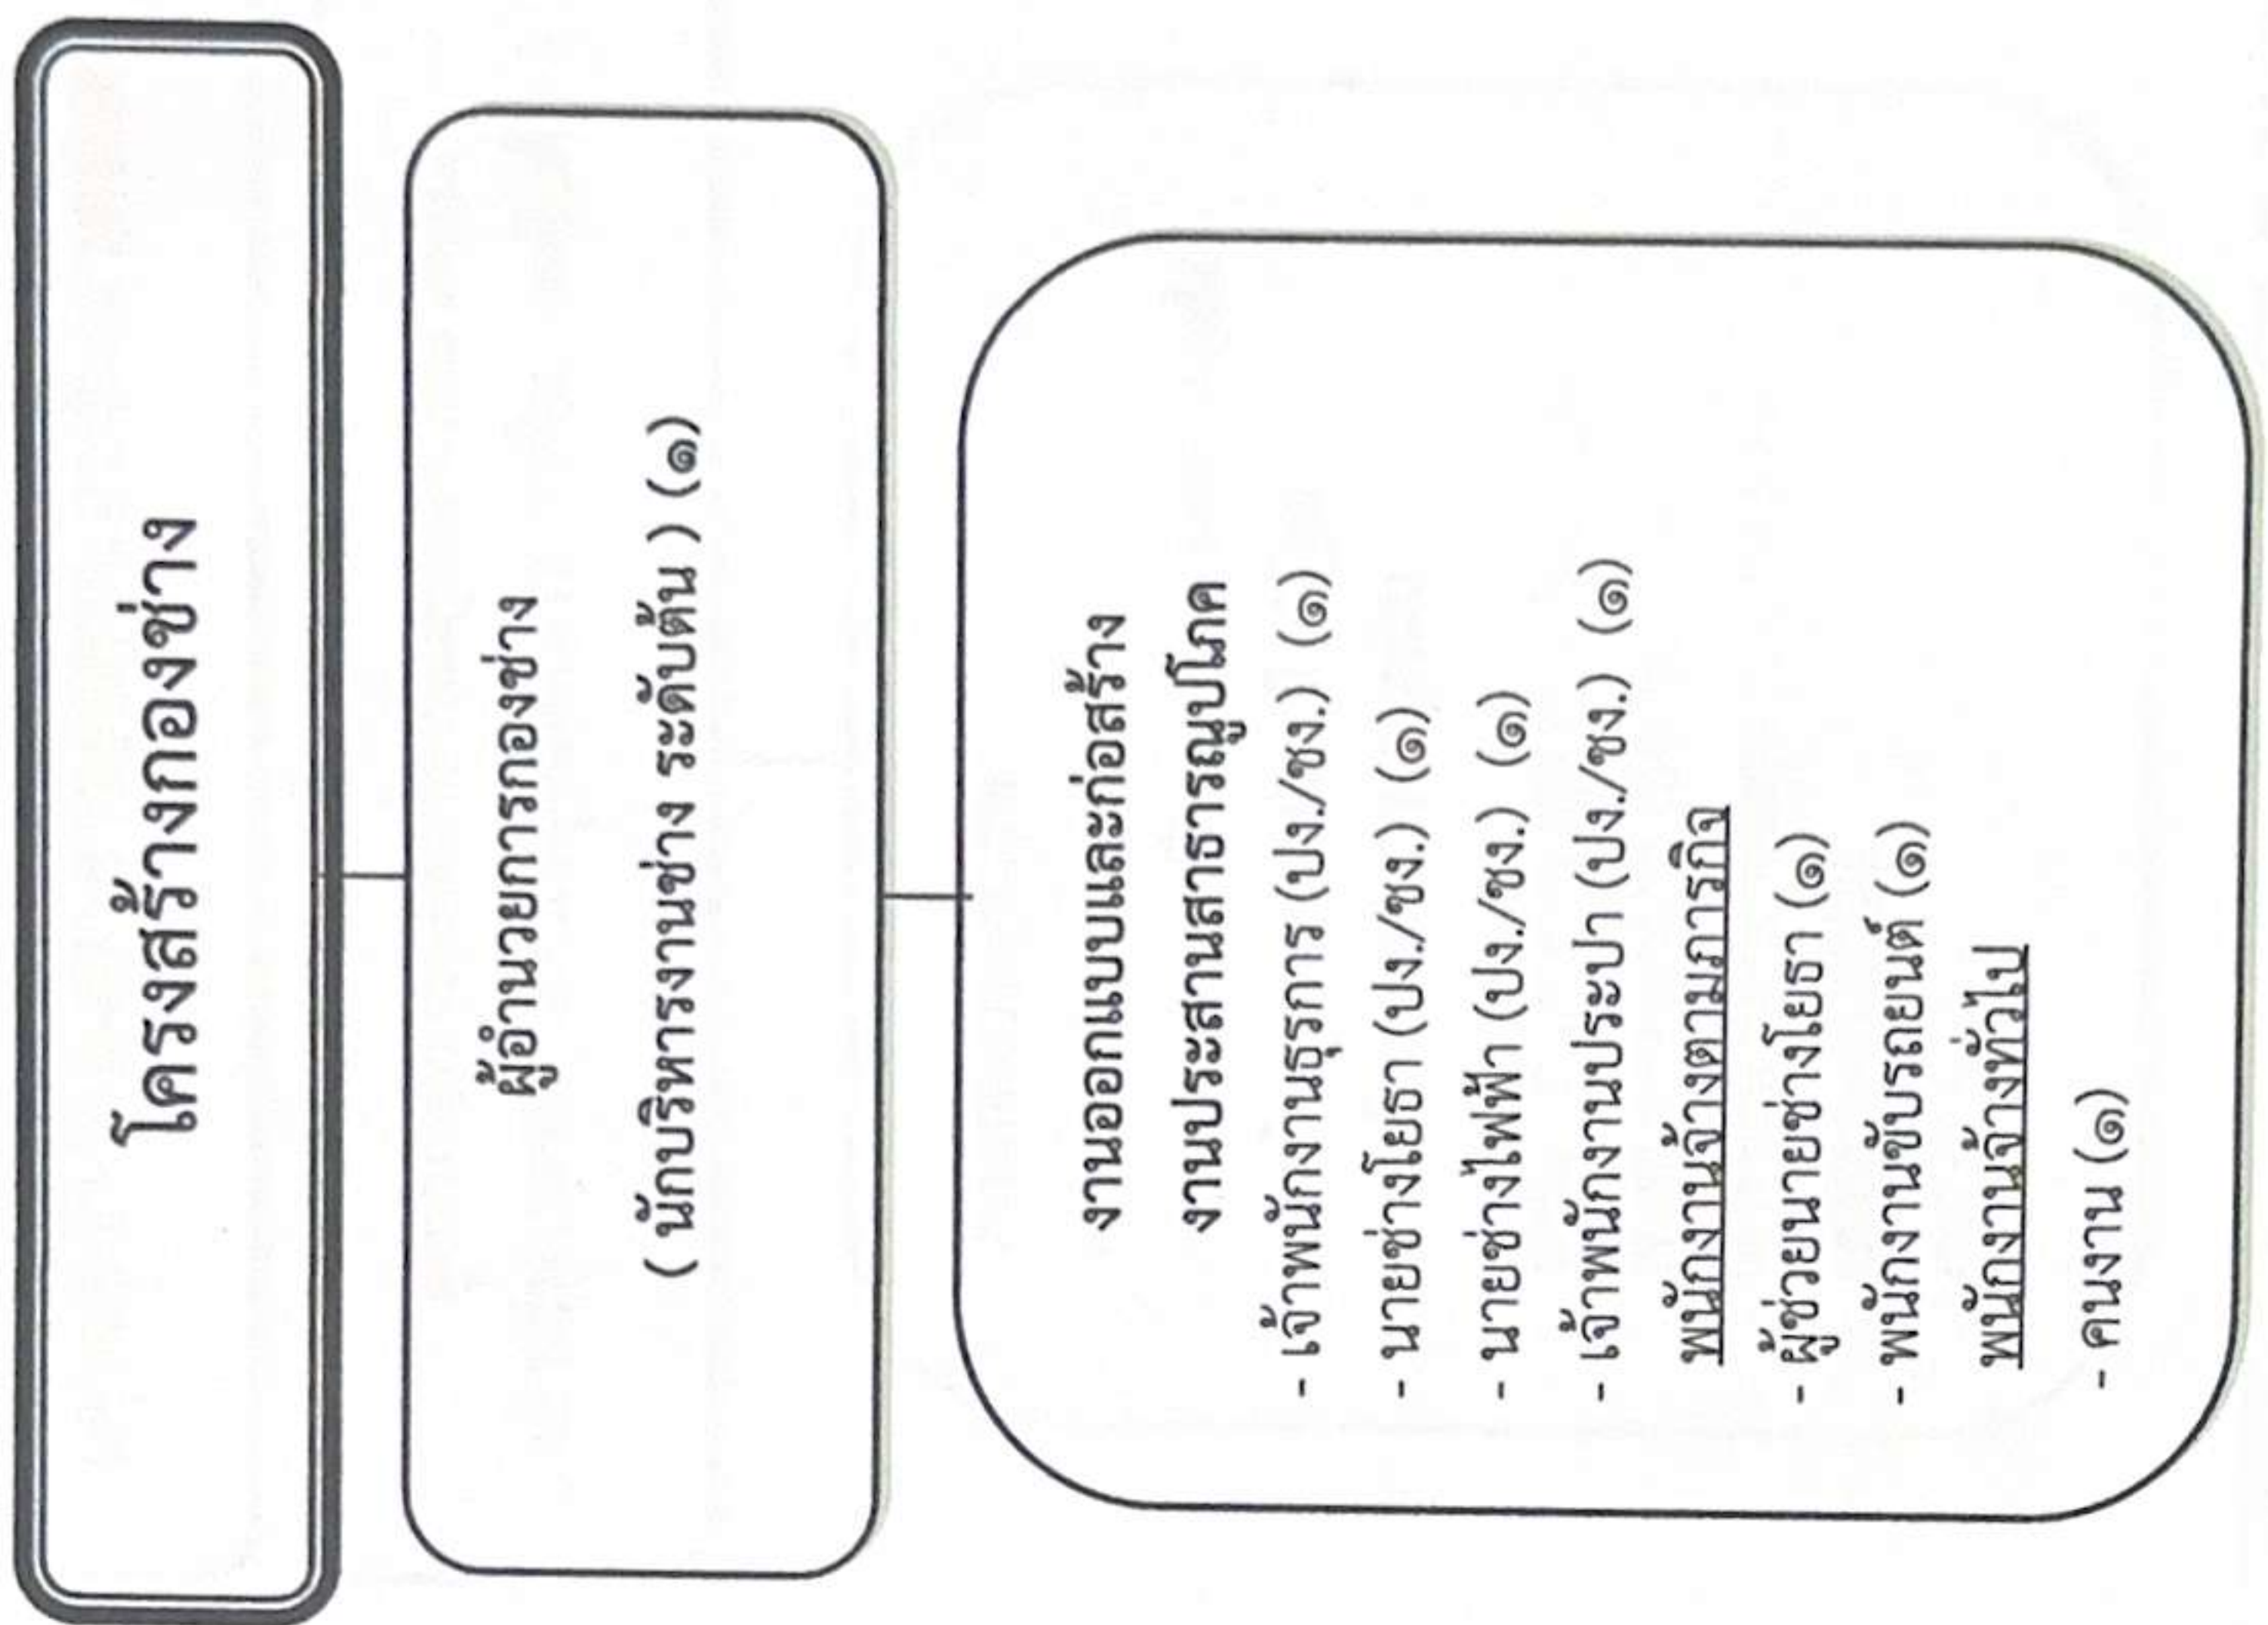 โครงสร้างกองช่าง
ผู้อำนวยการกองช่าง
( นักบริหารงานช่าง ระดับต้น ) (๑)
งานออกแบบและก่อสร้าง
งานประสานสาธารณูปโภค
- เจ้าพนักงานธุรการ (ปง./ชง.) (๑)
- นายช่างโยธา (ปง./ชง.) (๑)
- นายช่างไฟฟ้า (ปง./ชง.) (๑)
- เจ้าพนักงานประปา (ปง./ชง.) (๑)
พนักงานจ้างตามภารกิจ
- ผู้ช่วยนายช่างโยธา (๑)
- พนักงานขับรถยนต์ (๑)
พนักงานจ้างทั่วไป
- คนงาน (๑)